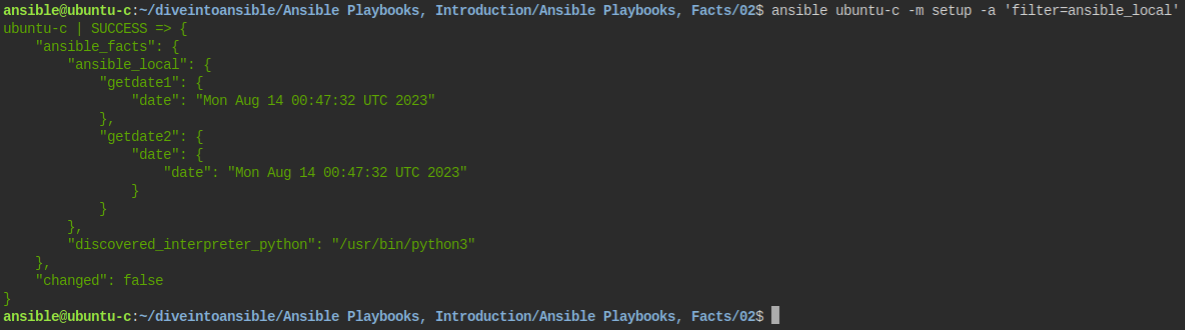 ansible@ubuntu-c:~/diveintoansible/Ansible Playbooks, Introduction/Ansible Playbooks, Facts/02$ ansible ubuntu-c -m setup -a 'filter=ansible_local'
ubuntu-c | SUCCESS => {
    "ansible_facts": {
        "ansible_local": {
            "getdate1": {
                "date": "Mon Aug 14 00:47:32 UTC 2023"
            },
            "getdate2": {
                "date": {
                    "date": "Mon Aug 14 00:47:32 UTC 2023"
                }
            }
        },
        "discovered_interpreter_python": "/usr/bin/python3"
    },
    "changed": false
}
ansible@ubuntu-c:~/diveintoansible/Ansible Playbooks, Introduction/Ansible Playbooks, Facts/02$